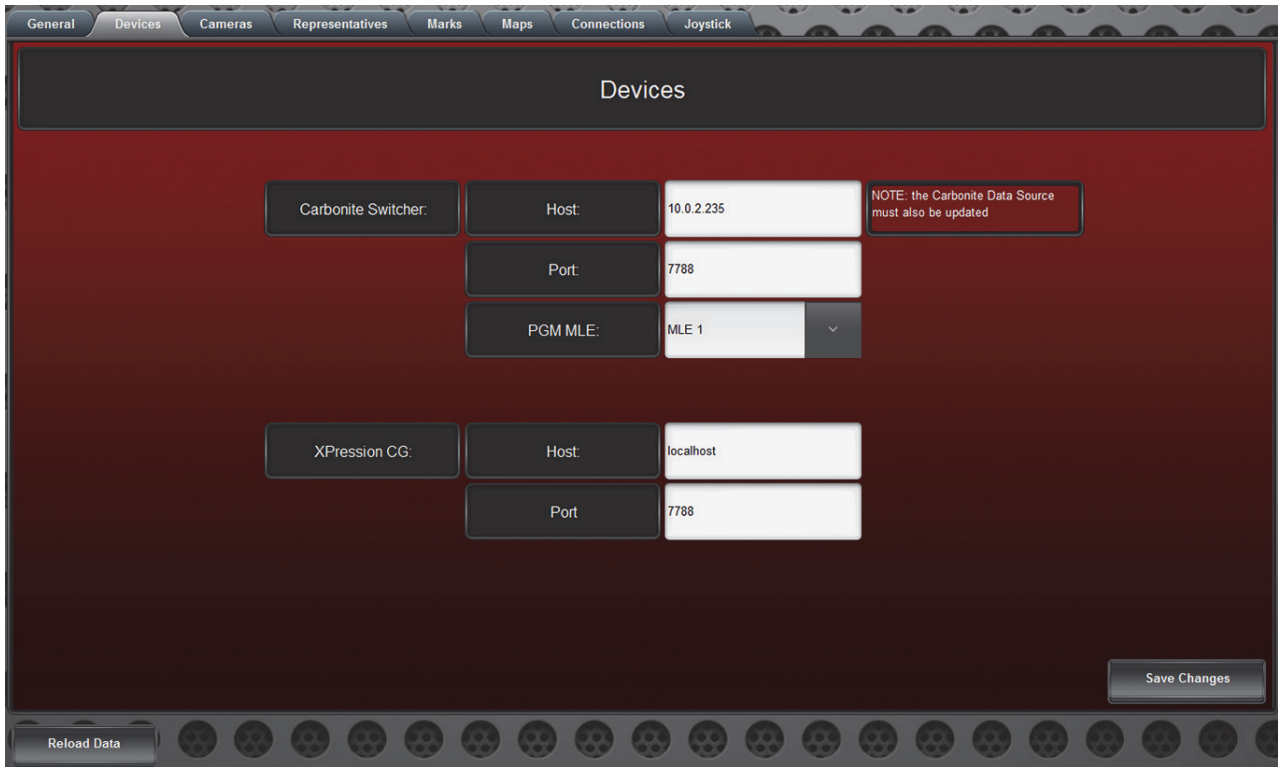 General Devices Cameras Representatives Marks Maps Connections Joystick
Devices
Carbonite Switcher: Host: 10.0.2.235 NOTE: the Carbonite Data Source
must also be updated
Port: 7788
PGM MLE: MLE 1
XPression CG: Host: localhost
Port 7788
Save Changes
Reload Data